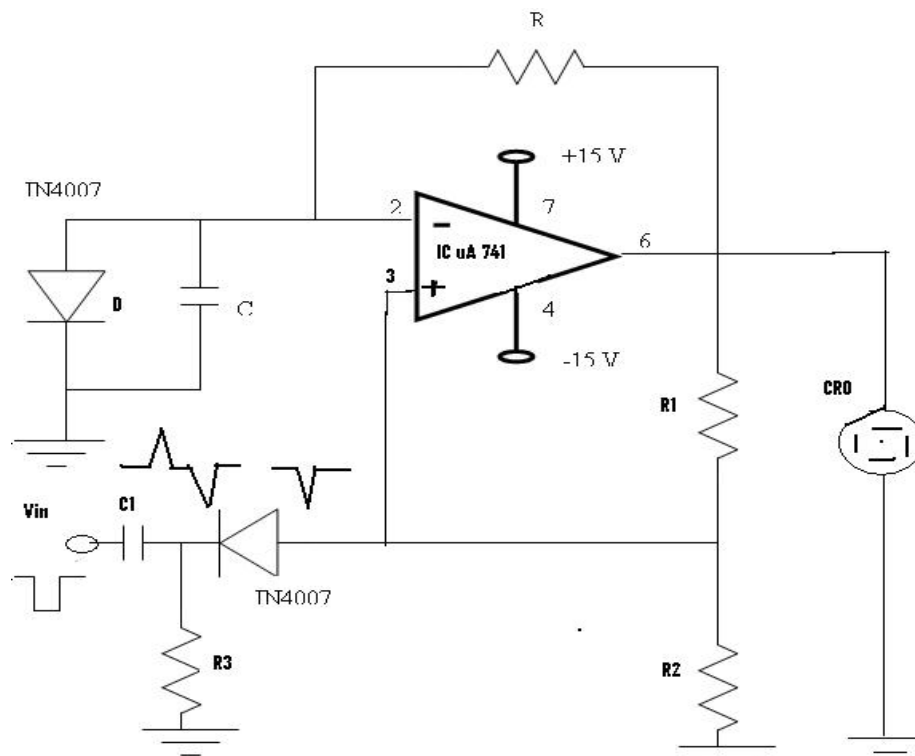 R
+15 V
IN4007
2
7
IC uA 741
6
3
D
C
4
-15 V
R1
CRO
C1
Vin
IN4007
R3
R2